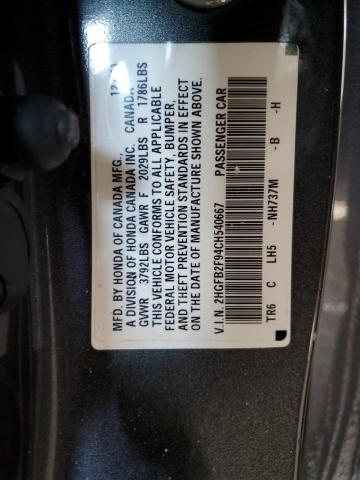 MFD. BY HONDA OF CANADA MFG., 12
A DIVISION OF HONDA CANADA INC. CANADA
GVWR 3792LBS GAWR F 2029LBS R 1786LBS
THIS VEHICLE CONFORMS TO ALL APPLICABLE
FEDERAL MOTOR VEHICLE SAFETY, BUMPER,
AND THEFT PREVENTION STANDARDS IN EFFECT
ON THE DATE OF MANUFACTURE SHOWN ABOVE.
V.I.N. 2HGFB2F94CH540667 PASSENGER CAR
TR6 C LH5 -NH737M -B -H